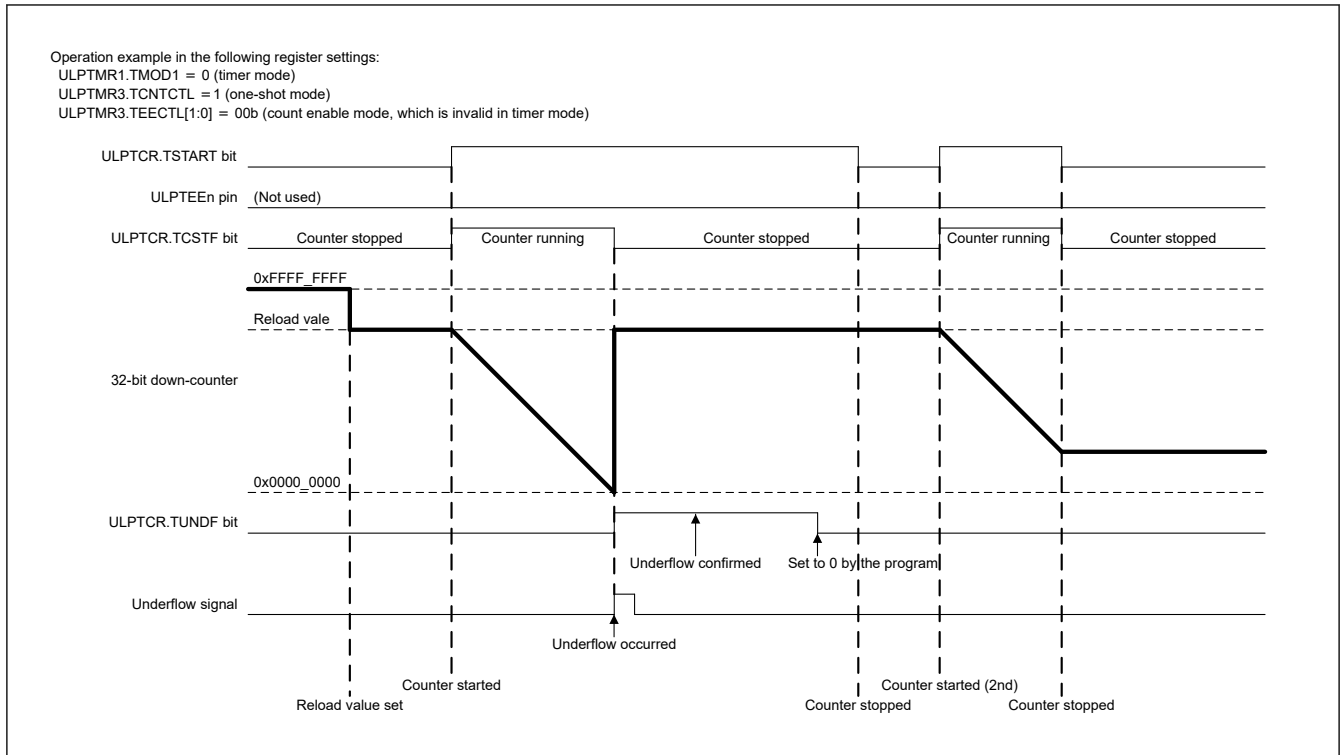 Operation example in the following register settings:
ULPTMR1.TMOD1 = 0 (timer mode)
ULPTMR3.TCNTCTL =1 (one-shot mode)
ULPTMR3.TEECTL[1:0] = 00b (count enable mode, which is invalid in timer mode)
ULPTCR.TSTART bit
ULPTEEn pin (Not used)
ULPTCR.TCSTF bit Counter stopped Counter running Counter stopped Counter running Counter stopped
0xFFFF_FFFF
Reload vale
32-bit down-counter
0x0000_0000
ULPTCR.TUNDF bit
Underflow confirmed Set to 0 by the program
Underflow signal
Underflow occurred
Counter started Counter started (2nd)
Reload value set Counter stopped Counter stopped